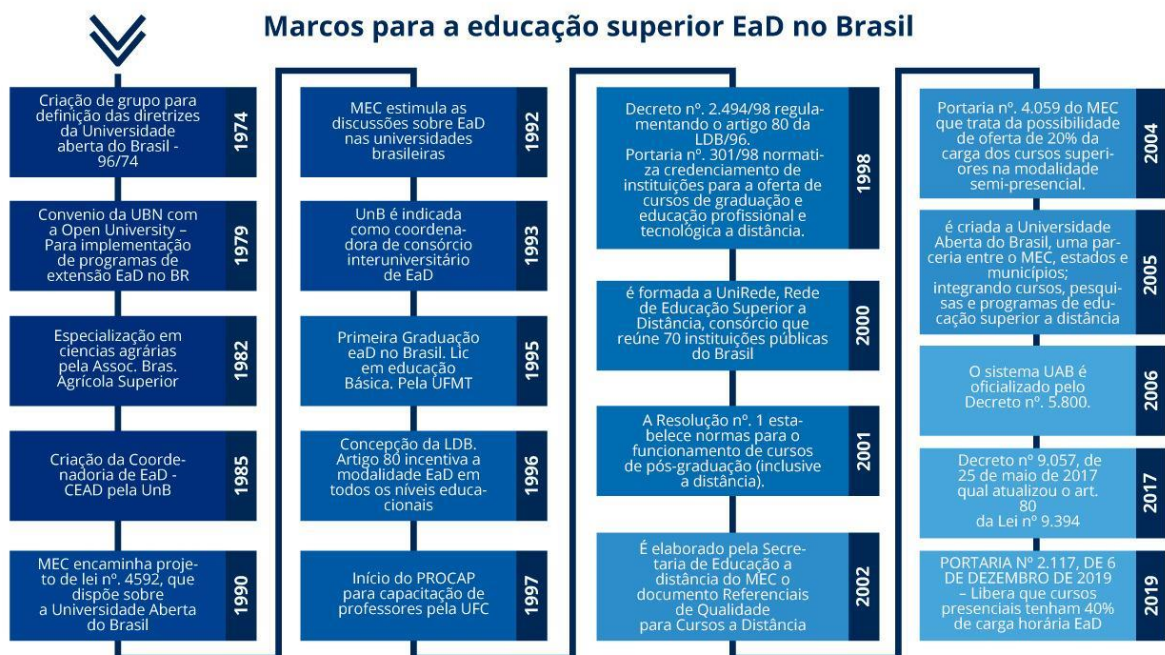 Marcos para a educação superior EaD no Brasil
Criação de grupo para
definição das diretrizes
da Universidade
aberta do Brasil -
96/74
1974
Convenio da UBN com
a Open University –
Para implementação
de programas de
extensão EaD no BR
1979
Especialização em
ciencias agrárias
pela Assoc. Bras.
Agrícola Superior
1982
Criação da Coorde-
nadoria de EaD -
CEAD pela UnB
1985
MEC encaminha proje-
to de lei nº. 4592, que
dispõe sobre
a Universidade Aberta
do Brasil
1990
MEC estimula as
discussões sobre EaD
nas universidades
brasileiras
1992
UnB é indicada
como coordena-
dora de consórcio
interuniversitário
de EaD
1993
Primeira Graduação
eaD no Brasil. Lic
em educação
Básica. Pela UFMT
1995
Concepção da LDB.
Artigo 80 incentiva a
modalidade EaD em
todos os níveis educa-
cionais
1996
Início do PROCAP
para capacitação de
professores pela UFC
1997
Decreto nº. 2.494/98 regula-
mentando o artigo 80 da
LDB/96.
Portaria nº. 301/98 normati-
za credenciamento de
instituições para a oferta de
cursos de graduação e
educação profissional e
tecnológica a distância.
1998
é formada a UniRede, Rede
de Educação Superior a
Distância, consórcio que
reúne 70 instituições públicas
do Brasil
2000
A Resolução nº. 1 esta-
belece normas para o
funcionamento de cursos
de pós-graduação (inclusive
a distância).
2001
É elaborado pela Secre-
taria de Educação a
distância do MEC o
documento Referenciais
de Qualidade
para Cursos a Distância
2002
Portaria nº. 4.059 do MEC
que trata da possibilidade
de oferta de 20% da
carga dos cursos superi-
ores na modalidade
semi-presencial.
2004
é criada a Universidade
Aberta do Brasil, uma par-
ceria entre o MEC, estados e
municípios;
integrando cursos, pesqui-
sas e programas de edu-
cação superior a distância
2005
O sistema UAB é
oficializado pelo
Decreto nº. 5.800.
2006
Decreto nº 9.057, de
25 de maio de 2017
qual atualizou o art.
80
da Lei nº 9.394
2017
PORTARIA Nº 2.117, DE 6
DE DEZEMBRO DE 2019
– Libera que cursos
presenciais tenham 40%
de carga horária EaD
2019